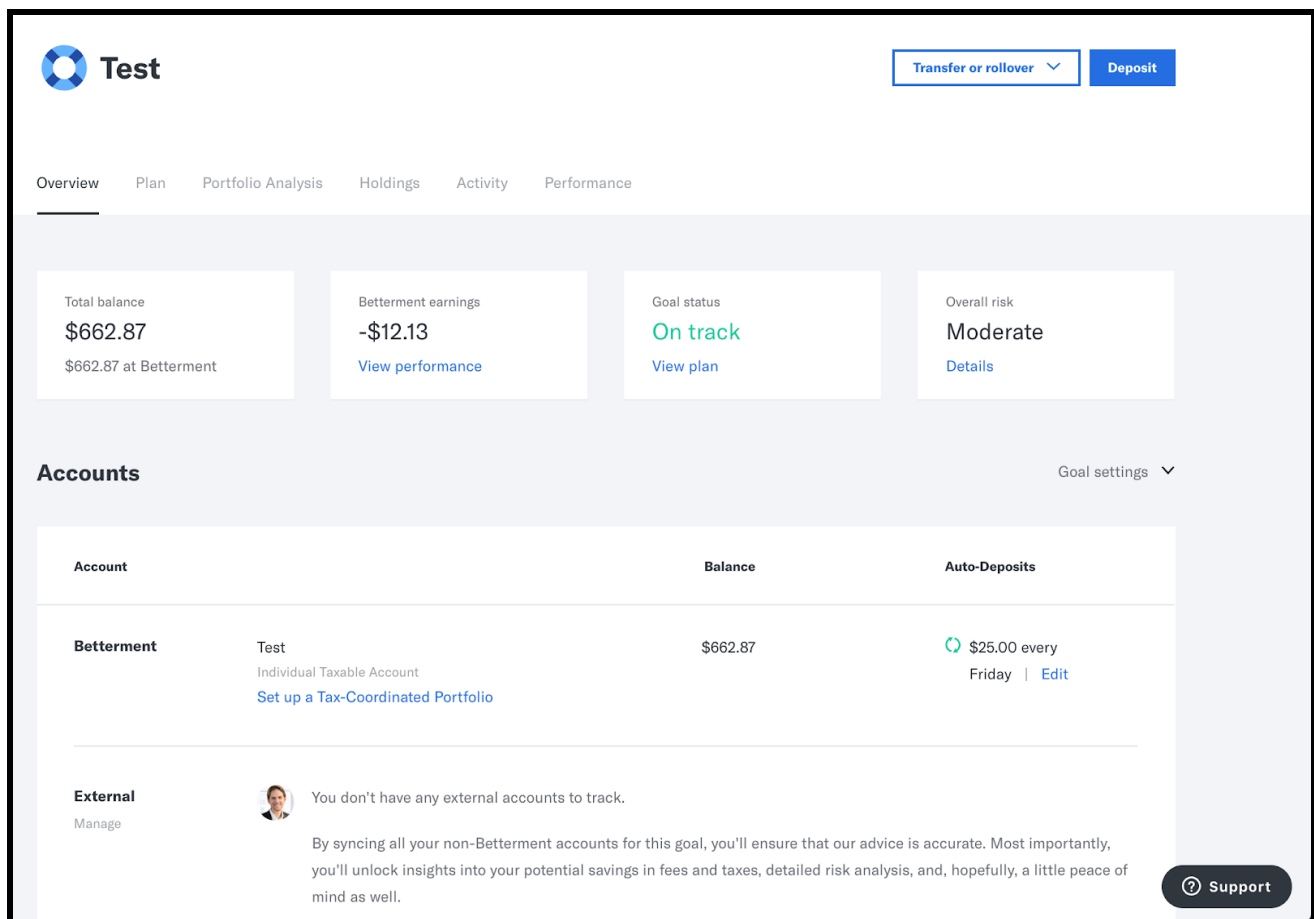 Test
Transfer or rollover
Deposit
Overview
Plan
Portfolio Analysis
Holdings
Activity
Performance
Total balance
$662.87
$662.87 at Betterment
Betterment earnings
-$12.13
View performance
Goal status
On track
View plan
Overall risk
Moderate
Details
Accounts
Goal settings
Account
Balance
Auto-Deposits
Betterment
Test
Individual Taxable Account
Set up a Tax-Coordinated Portfolio
$662.87
$25.00 every
Friday | Edit
External
Manage
You don't have any external accounts to track.
By syncing all your non-Betterment accounts for this goal, you'll ensure that our advice is accurate. Most importantly,
you'll unlock insights into your potential savings in fees and taxes, detailed risk analysis, and, hopefully, a little peace of
mind as well.
Support